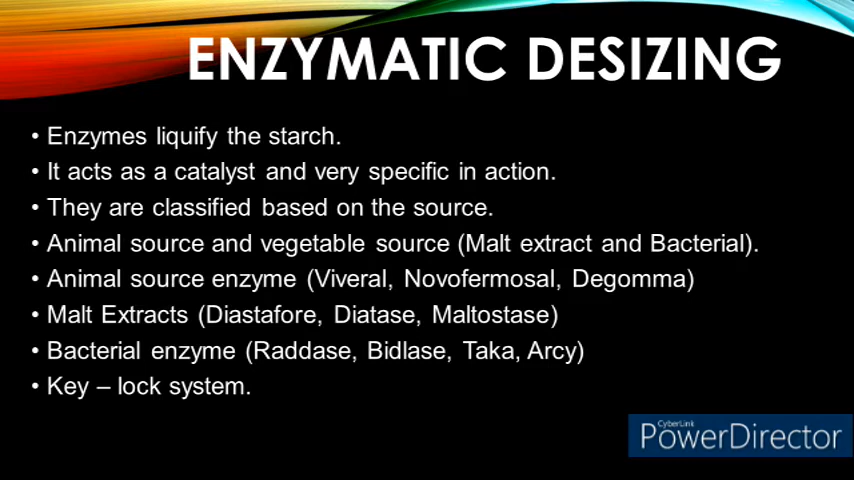 ENZYMATIC DESIZING
• Enzymes liquify the starch.
• It acts as a catalyst and very specific in action.
• They are classified based on the source.
• Animal source and vegetable source (Malt extract and Bacterial).
• Animal source enzyme (Viveral, Novofermosal, Degomma)
• Malt Extracts (Diastafore, Diatase, Maltostase)
• Bacterial enzyme (Raddase, Bidlase, Taka, Arcy)
• Key – lock system.
CyberLink
PowerDirector